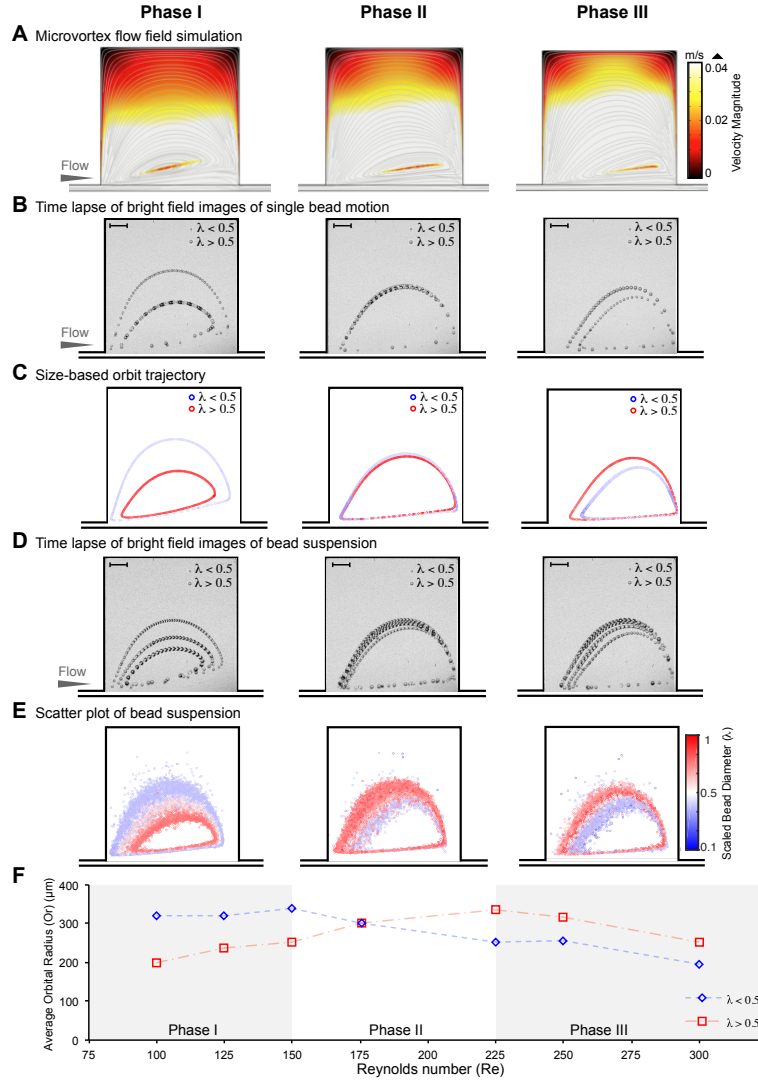 Phase I Phase II Phase III
A Microvortex flow field simulation
m/s
0.04
0.02
0
Velocity Magnitude
Flow
B Time lapse of bright field images of single bead motion
λ < 0.5 λ < 0.5 λ < 0.5
λ > 0.5 λ > 0.5 λ > 0.5
Flow
C Size-based orbit trajectory
λ < 0.5 λ < 0.5 λ < 0.5
λ > 0.5 λ > 0.5 λ > 0.5
D Time lapse of bright field images of bead suspension
λ < 0.5 λ < 0.5 λ < 0.5
λ > 0.5 λ > 0.5 λ > 0.5
Flow
E Scatter plot of bead suspension
1
0.5
0.1
Scaled Bead Diameter (λ)
F
Average Orbital Radius (Or) (μm)
400
300
200
100
0
λ < 0.5
λ > 0.5
Phase I Phase II Phase III
75 100 125 150 175 200 225 250 275 300
Reynolds number (Re)